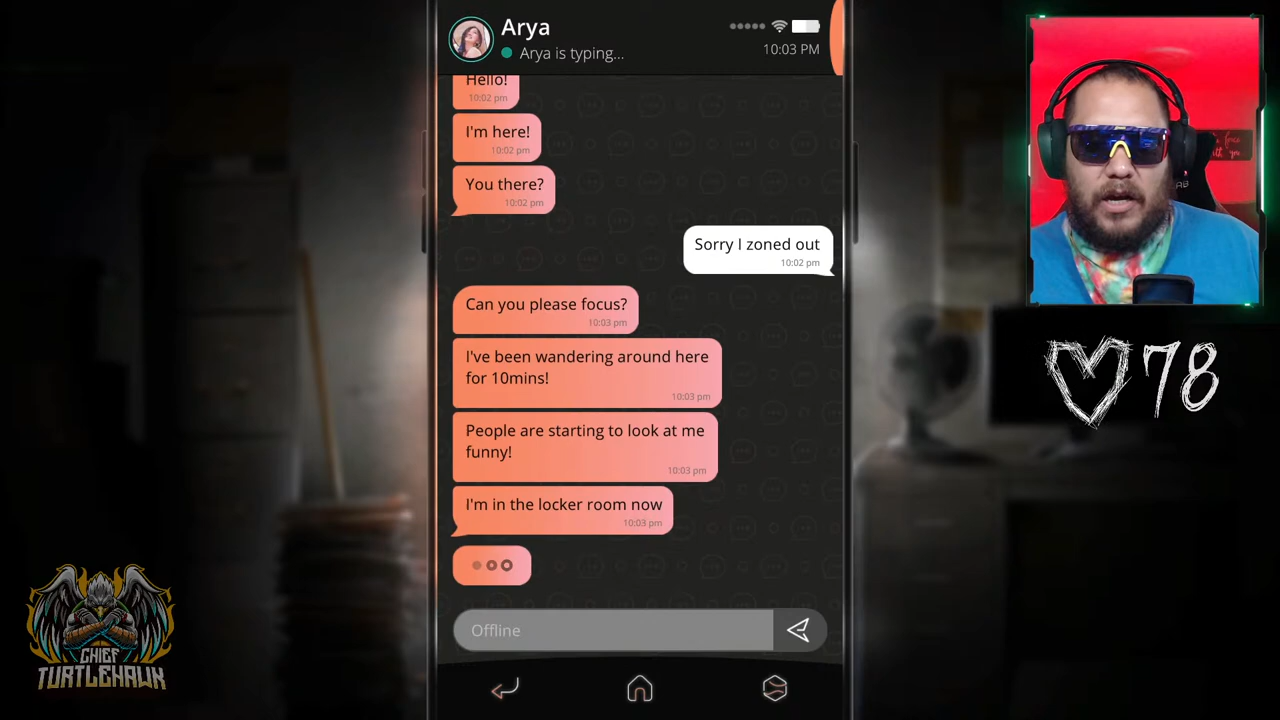 Arya
Arya is typing...
10:03 PM
Hello!
10:02 pm
I'm here!
10:02 pm
You there?
10:02 pm
Sorry I zoned out
10:02 pm
Can you please focus?
10:03 pm
I've been wandering around here
for 10mins!
10:03 pm
People are starting to look at me
funny!
10:03 pm
I'm in the locker room now
10:03 pm
Offline
78
CHIEF
TURTLEHAWK